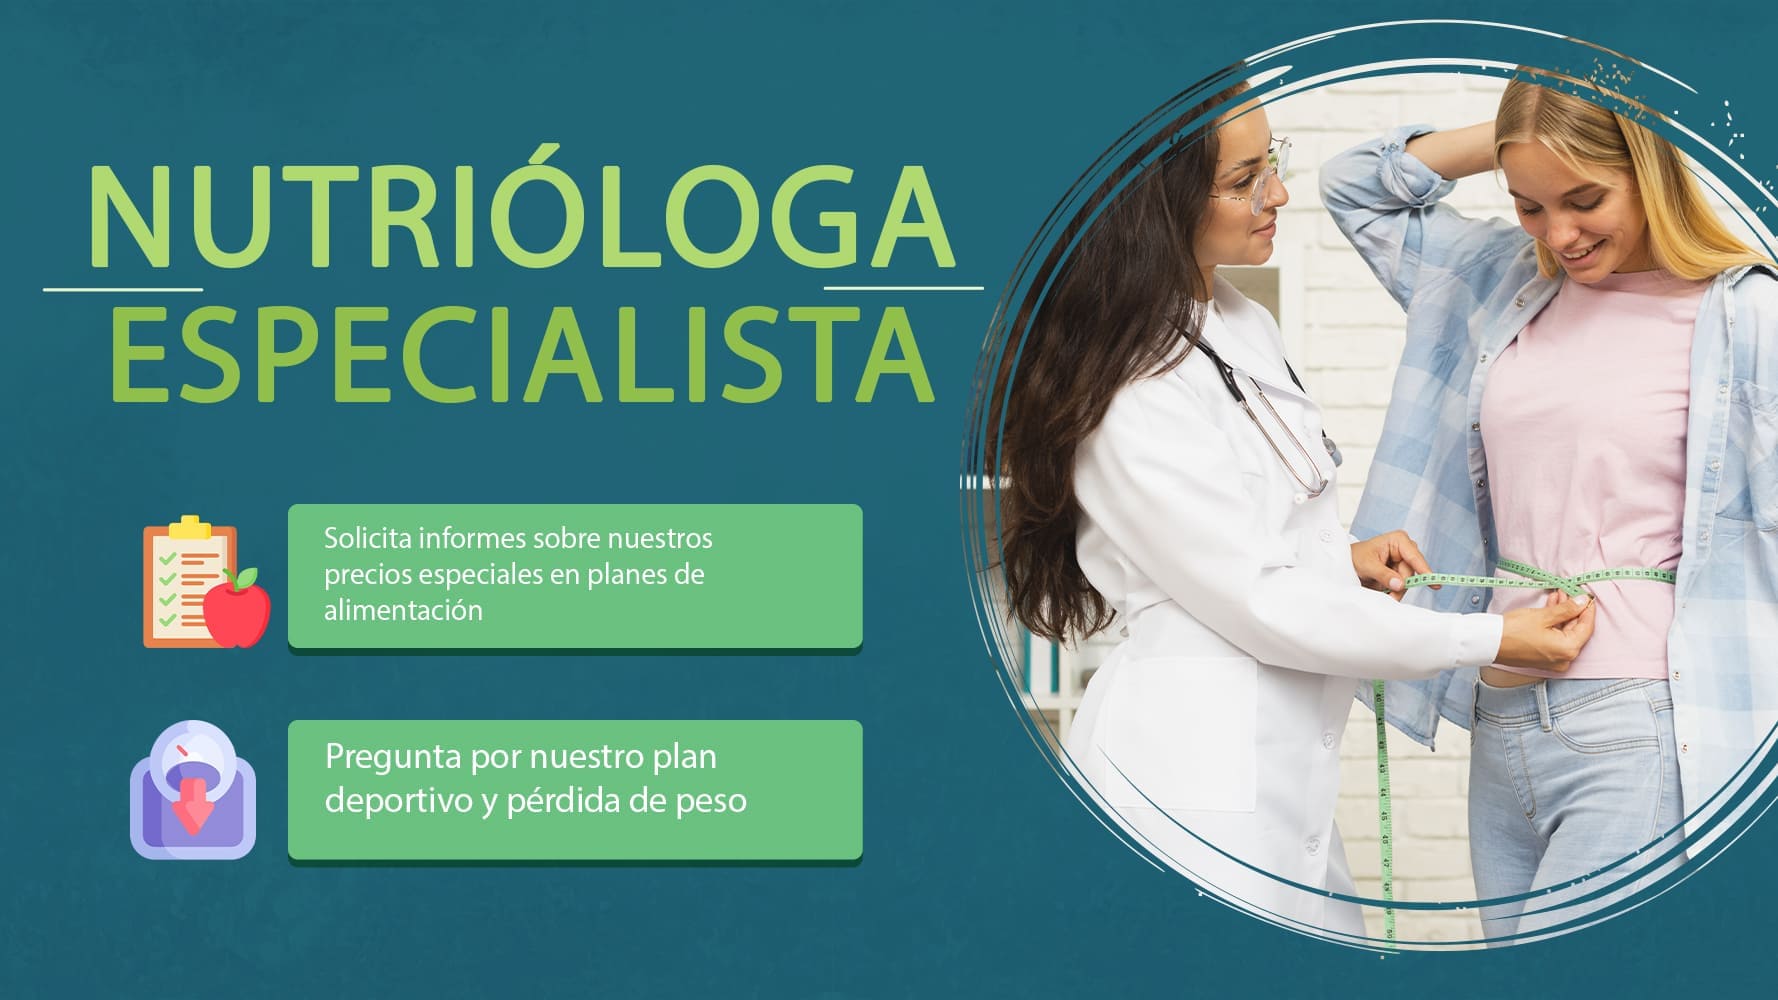 NUTRIÓLOGA
ESPECIALISTA
Solicita informes sobre nuestros
precios especiales en planes de
alimentación
Pregunta por nuestro plan
deportivo y pérdida de peso